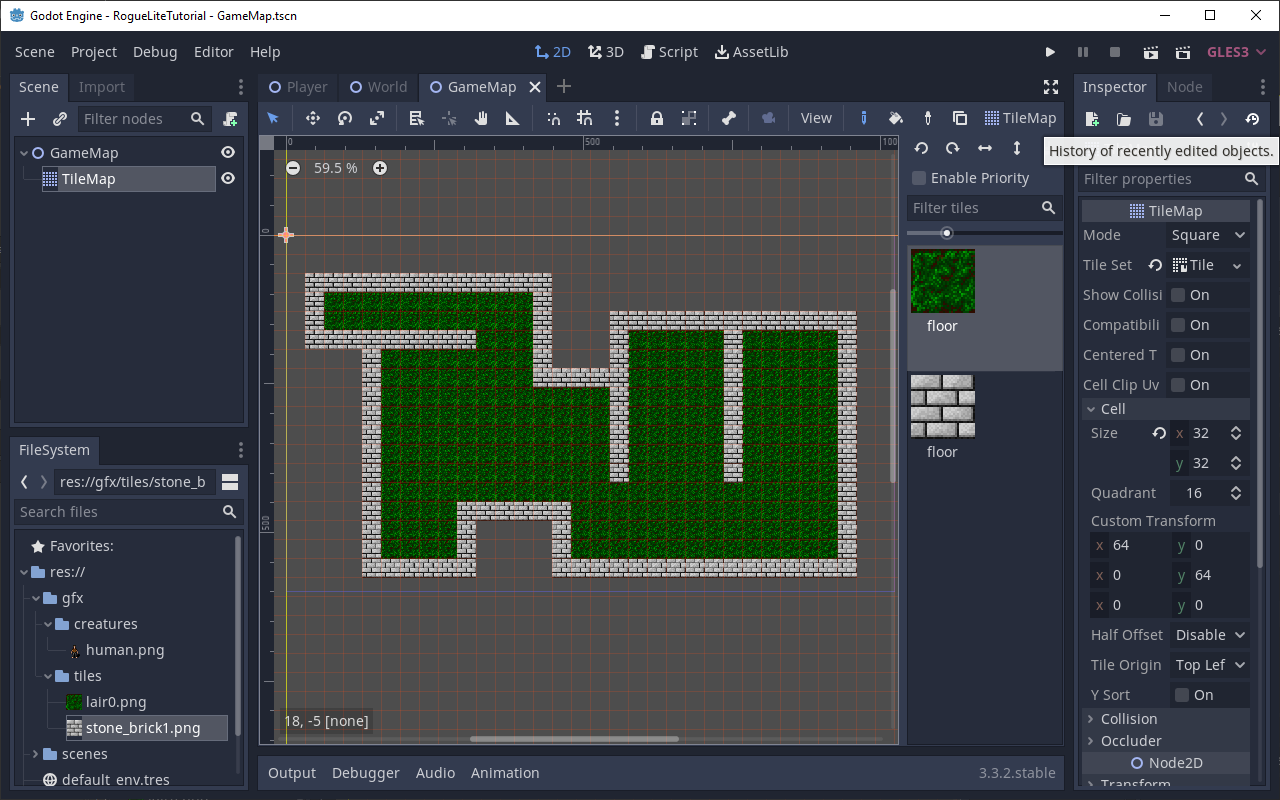 Godot Engine - RogueLiteTutorial - GameMap.tscn
Scene Project Debug Editor Help 2D 3D Script AssetLib GLES3
Scene Import
Player World GameMap
Inspector Node
Filter nodes
View TileMap
GameMap
TileMap
0 500 100
59.5 %
0
500
18, -5 [none]
Enable Priority
Filter tiles
floor
floor
History of recently edited objects.
Filter properties
TileMap
Mode Square
Tile Set Tile
Show Collisi On
Compatibili On
Centered T On
Cell Clip Uv On
Cell
Size x 32
y 32
Quadrant 16
Custom Transform
x 64 y 0
x 0 y 64
x 0 y 0
Half Offset Disable
Tile Origin Top Lef
Y Sort On
Collision
Occluder
Node2D
Transform
FileSystem
res://gfx/tiles/stone_b
Search files
Favorites:
res://
gfx
creatures
human.png
tiles
lair0.png
stone_brick1.png
scenes
default_env.tres
Output Debugger Audio Animation 3.3.2.stable